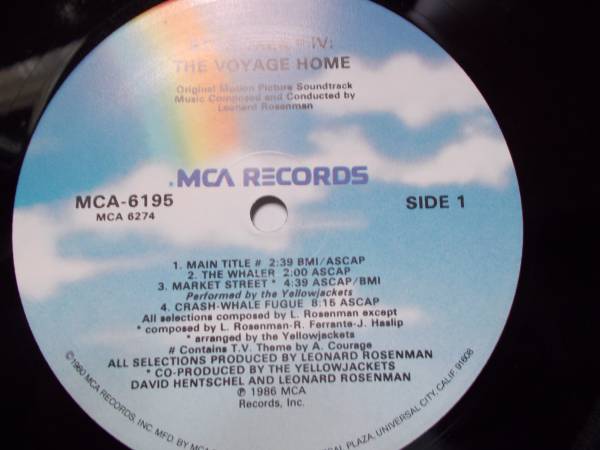 IV:
THE VOYAGE HOME
Original Motion Picture Soundtrack
Music Composed and Conducted by
Leonard Rosenman
MCA RECORDS
MCA-6195
MCA 6274
SIDE 1
1. MAIN TITLE # 2:39 BMI/ASCAP
2. THE WHALER 2:00 ASCAP
3. MARKET STREET * 4:39 ASCAP/BMI
Performed by the Yellowjackets
4. CRASH-WHALE FUGUE 8:15 ASCAP
All selections composed by L. Rosenman except
* composed by L. Rosenman-R. Ferrante-J. Haslip
* arranged by the Yellowjackets
# Contains T.V. Theme by A. Courage
ALL SELECTIONS PRODUCED BY LEONARD ROSENMAN
* CO-PRODUCED BY THE YELLOWJACKETS
DAVID HENTSCHEL AND LEONARD ROSENMAN
℗ 1986 MCA
Records, Inc.
©1980 MCA RECORDS, INC. MFD. BY MCA PLAZA, UNIVERSAL CITY, CALIF. 91608